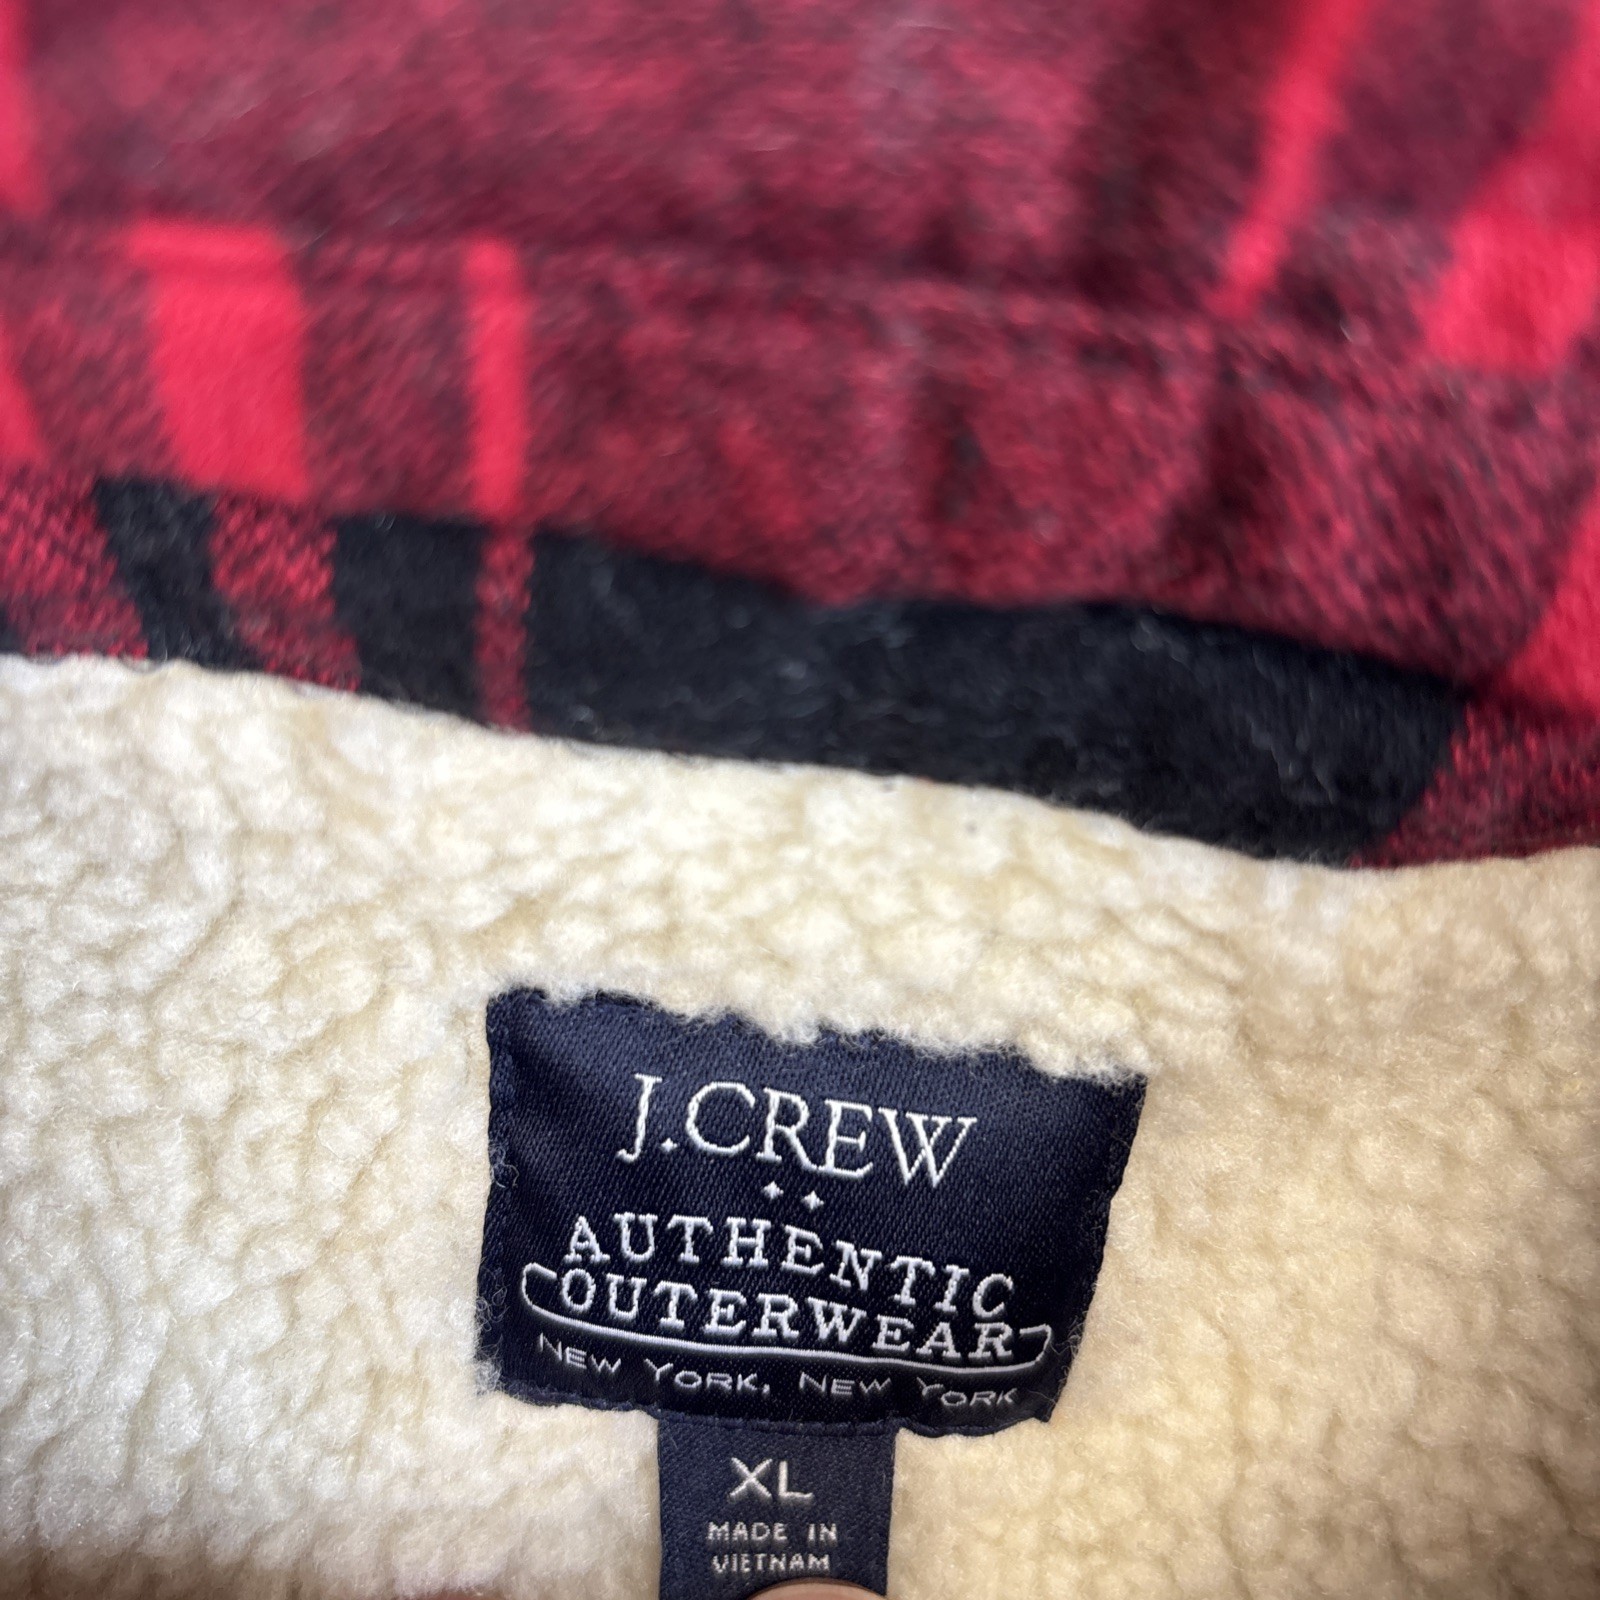 J.CREW
AUTHENTIC
OUTERWEAR
NEW YORK, NEW YORK
XL
MADE IN
VIETNAM